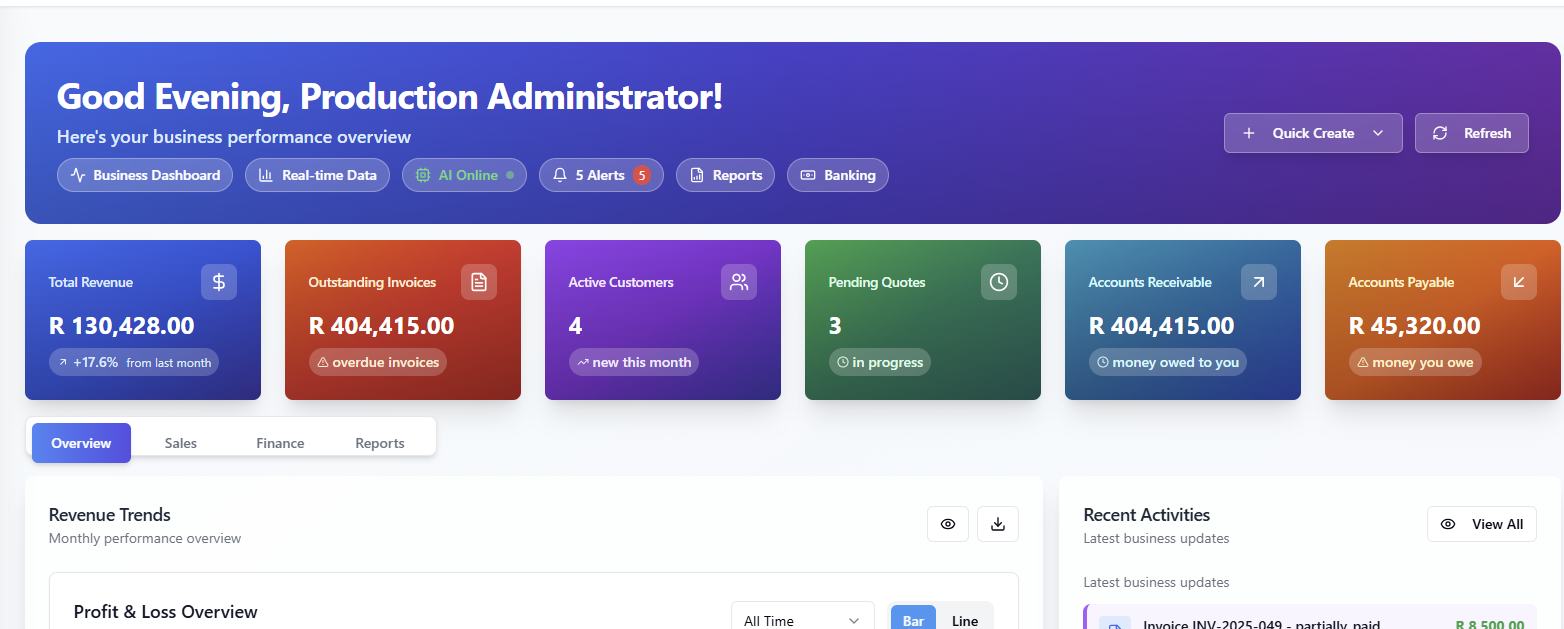 Good Evening, Production Administrator!
Here's your business performance overview
Quick Create
Refresh
Business Dashboard
Real-time Data
AI Online
5 Alerts 5
Reports
Banking
Total Revenue
R 130,428.00
+17.6% from last month
Outstanding Invoices
R 404,415.00
overdue invoices
Active Customers
4
new this month
Pending Quotes
3
in progress
Accounts Receivable
R 404,415.00
money owed to you
Accounts Payable
R 45,320.00
money you owe
Overview
Sales
Finance
Reports
Revenue Trends
Monthly performance overview
Profit & Loss Overview
All Time
Bar
Line
Recent Activities
Latest business updates
View All
Latest business updates
Invoice INV-2025-049 - partially_paid
R 8,500.00